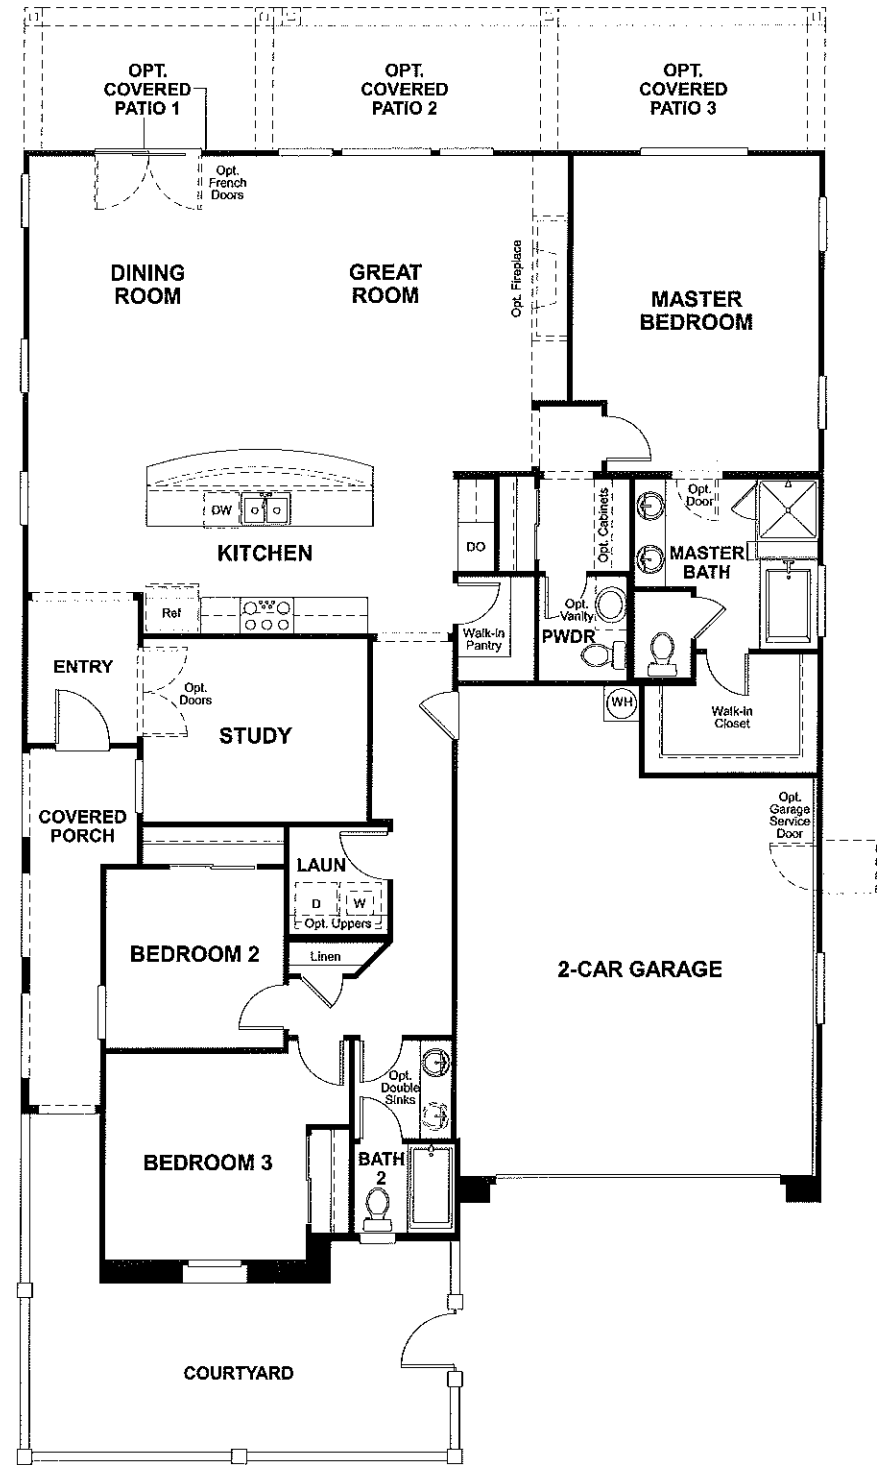 OPT.
COVERED
PATIO 1
OPT.
COVERED
PATIO 2
OPT.
COVERED
PATIO 3
Opt.
French
Doors
DINING
ROOM
GREAT
ROOM
Opt. Fireplace
MASTER
BEDROOM
DW
KITCHEN
DO
Opt. Cabinets
Opt.
Door
MASTER
BATH
Ref
Walk-In
Pantry
Opt.
Vanity
PWDR
ENTRY
Opt.
Doors
STUDY
WH
Walk-in
Closet
COVERED
PORCH
Opt.
Garage
Service
Door
LAUN
D
W
Opt. Uppers
BEDROOM 2
Linen
2-CAR GARAGE
Opt.
Double
Sinks
BEDROOM 3
BATH
2
COURTYARD